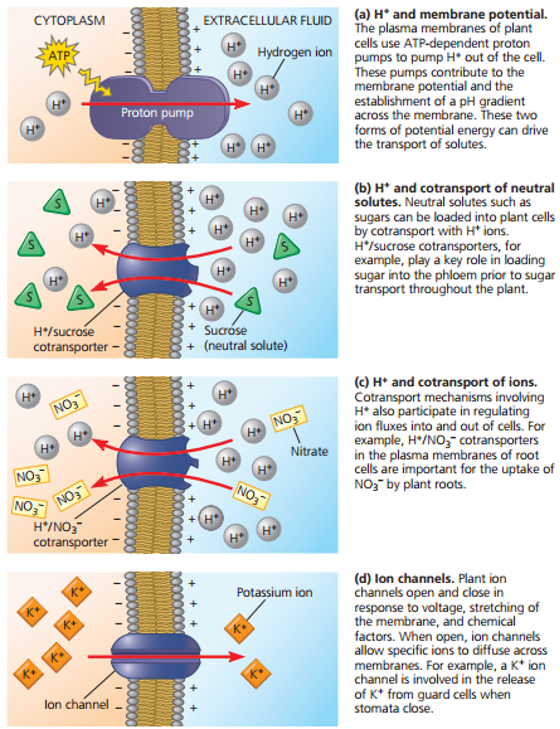 CYTOPLASM
EXTRACELLULAR FLUID
ATP
H⁺
Hydrogen ion
H⁺
H⁺
H⁺
H⁺
Proton pump
H⁺
H⁺
H⁺
(a) H⁺ and membrane potential.
The plasma membranes of plant
cells use ATP-dependent proton
pumps to pump H⁺ out of the cell.
These pumps contribute to the
membrane potential and the
establishment of a pH gradient
across the membrane. These two
forms of potential energy can drive
the transport of solutes.
S
H⁺
H⁺
H⁺
S
H⁺
H⁺
S
H⁺
H⁺
S
S
H⁺
S
H⁺/sucrose
cotransporter
Sucrose
(neutral solute)
(b) H⁺ and cotransport of neutral
solutes. Neutral solutes such as
sugars can be loaded into plant cells
by cotransport with H⁺ ions.
H⁺/sucrose cotransporters, for
example, play a key role in loading
sugar into the phloem prior to sugar
transport throughout the plant.
H⁺
NO₃⁻
H⁺
H⁺
NO₃⁻
H⁺
H⁺
H⁺
Nitrate
NO₃⁻
H⁺
H⁺
NO₃⁻
NO₃⁻
NO₃⁻
H⁺
H⁺
H⁺
H⁺/NO₃⁻
cotransporter
(c) H⁺ and cotransport of ions.
Cotransport mechanisms involving
H⁺ also participate in regulating
ion fluxes into and out of cells. For
example, H⁺/NO₃⁻ cotransporters
in the plasma membranes of root
cells are important for the uptake of
NO₃⁻ by plant roots.
K⁺
Potassium ion
K⁺
K⁺
K⁺
K⁺
K⁺
K⁺
Ion channel
(d) Ion channels. Plant ion
channels open and close in
response to voltage, stretching of
the membrane, and chemical
factors. When open, ion channels
allow specific ions to diffuse across
membranes. For example, a K⁺ ion
channel is involved in the release
of K⁺ from guard cells when
stomata close.